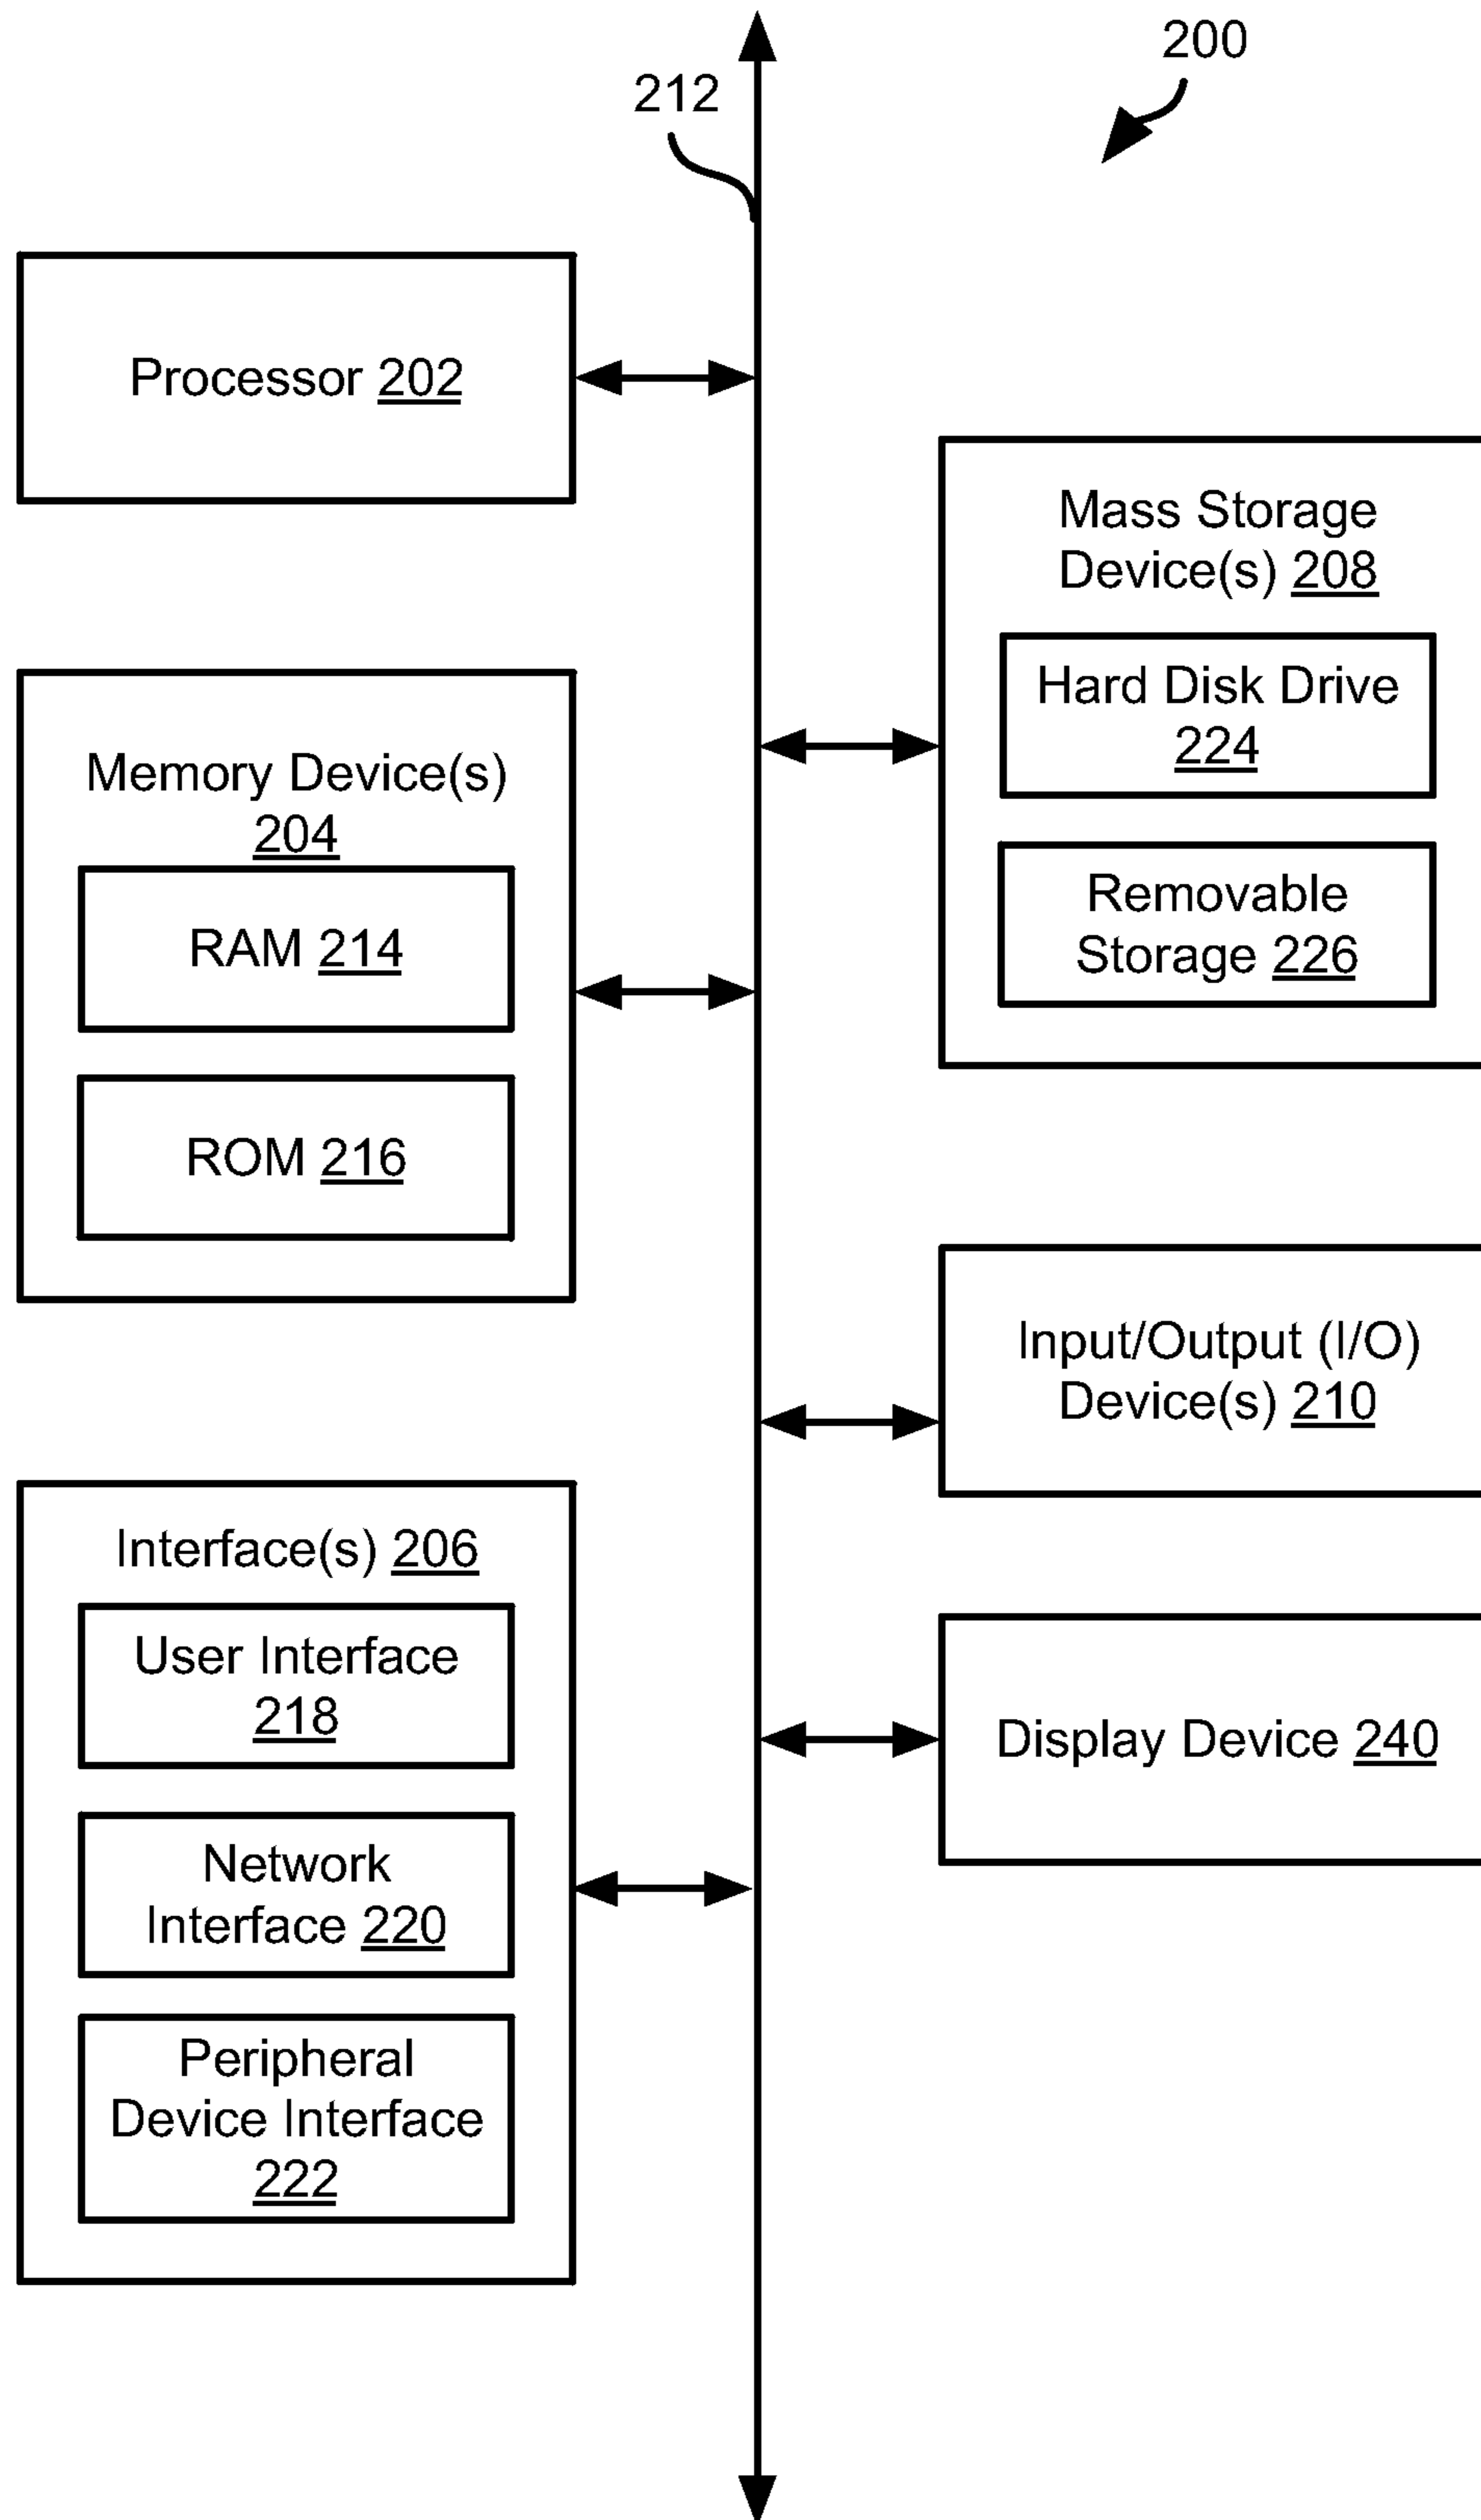 200
212
Processor 202
Mass Storage
Device(s) 208
Hard Disk Drive
224
Removable
Storage 226
Memory Device(s)
204
RAM 214
ROM 216
Input/Output (I/O)
Device(s) 210
Interface(s) 206
User Interface
218
Network
Interface 220
Peripheral
Device Interface
222
Display Device 240